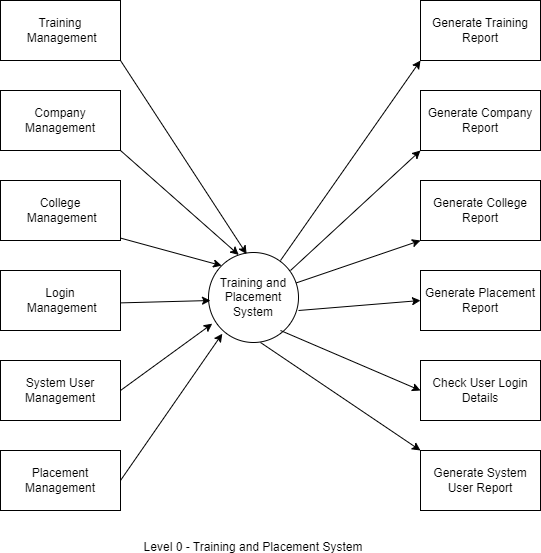 Training
Management
Company
Management
College
Management
Login
Management
System User
Management
Placement
Management
Training and
Placement
System
Generate Training
Report
Generate Company
Report
Generate College
Report
Generate Placement
Report
Check User Login
Details
Generate System
User Report
Level 0 - Training and Placement System